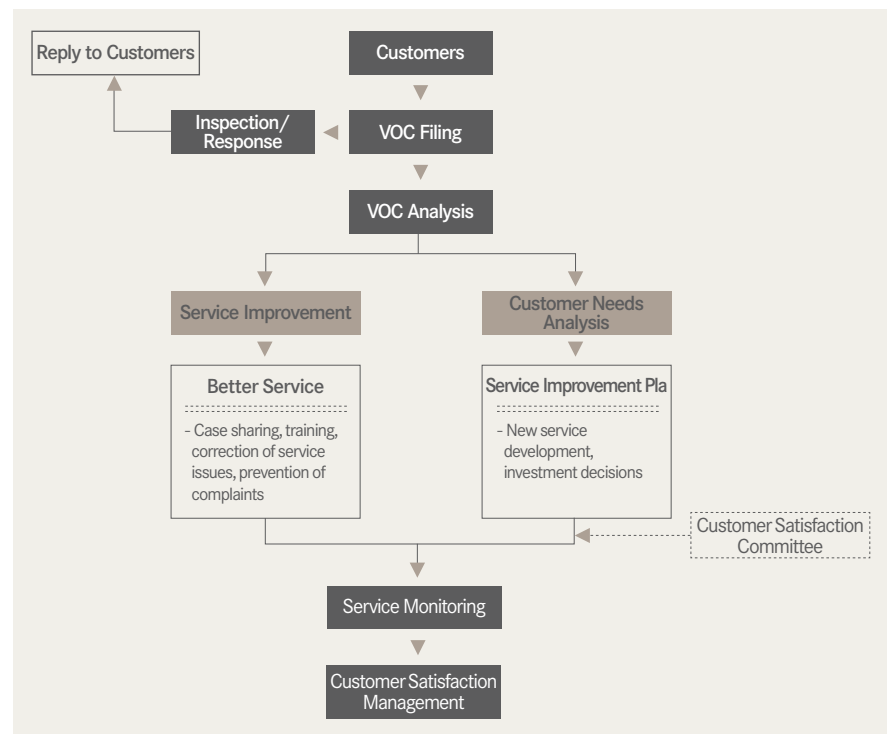 Reply to Customers
Customers
Inspection/
Response
VOC Filing
VOC Analysis
Service Improvement
Customer Needs
Analysis
Better Service
- Case sharing, training,
correction of service
issues, prevention of
complaints
Service Improvement Pla
- New service
development,
investment decisions
Customer Satisfaction
Committee
Service Monitoring
Customer Satisfaction
Management